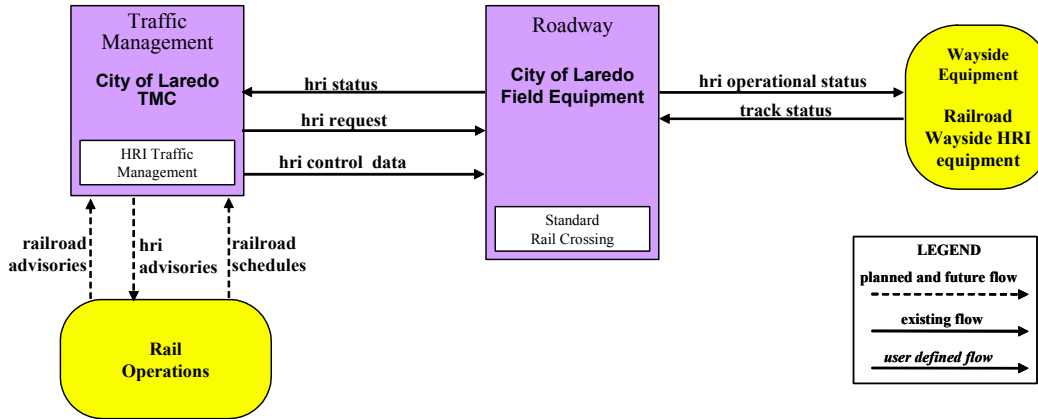 Traffic
Management
City of Laredo
TMC
HRI Traffic
Management
hri status
hri request
hri control data
Roadway
City of Laredo
Field Equipment
Standard
Rail Crossing
hri operational status
track status
Wayside
Equipment
Railroad
Wayside HRI
equipment
railroad
advisories
hri
advisories
railroad
schedules
Rail
Operations
LEGEND
planned and future flow
existing flow
user defined flow